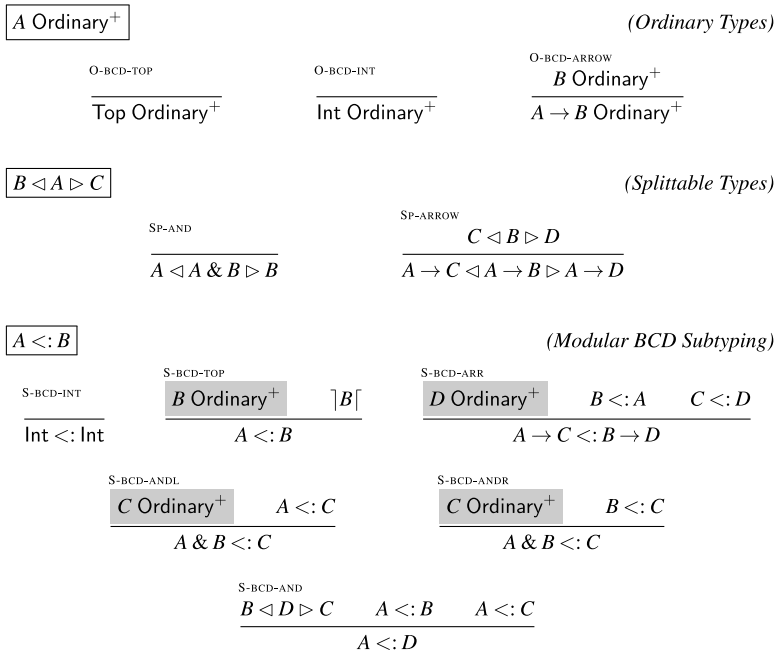 A Ordinary⁺ (Ordinary Types)
O-BCD-TOP O-BCD-INT O-BCD-ARROW
B Ordinary⁺
Top Ordinary⁺ Int Ordinary⁺ A → B Ordinary⁺
B ◁ A ▷ C (Splittable Types)
SP-AND SP-ARROW
C ◁ B ▷ D
A ◁ A & B ▷ B A → C ◁ A → B ▷ A → D
A <: B (Modular BCD Subtyping)
S-BCD-INT S-BCD-TOP S-BCD-ARR
B Ordinary⁺ ⌉B⌈ D Ordinary⁺ B <: A C <: D
Int <: Int A <: B A → C <: B → D
S-BCD-ANDL S-BCD-ANDR
C Ordinary⁺ A <: C C Ordinary⁺ B <: C
A & B <: C A & B <: C
S-BCD-AND
B ◁ D ▷ C A <: B A <: C
A <: D